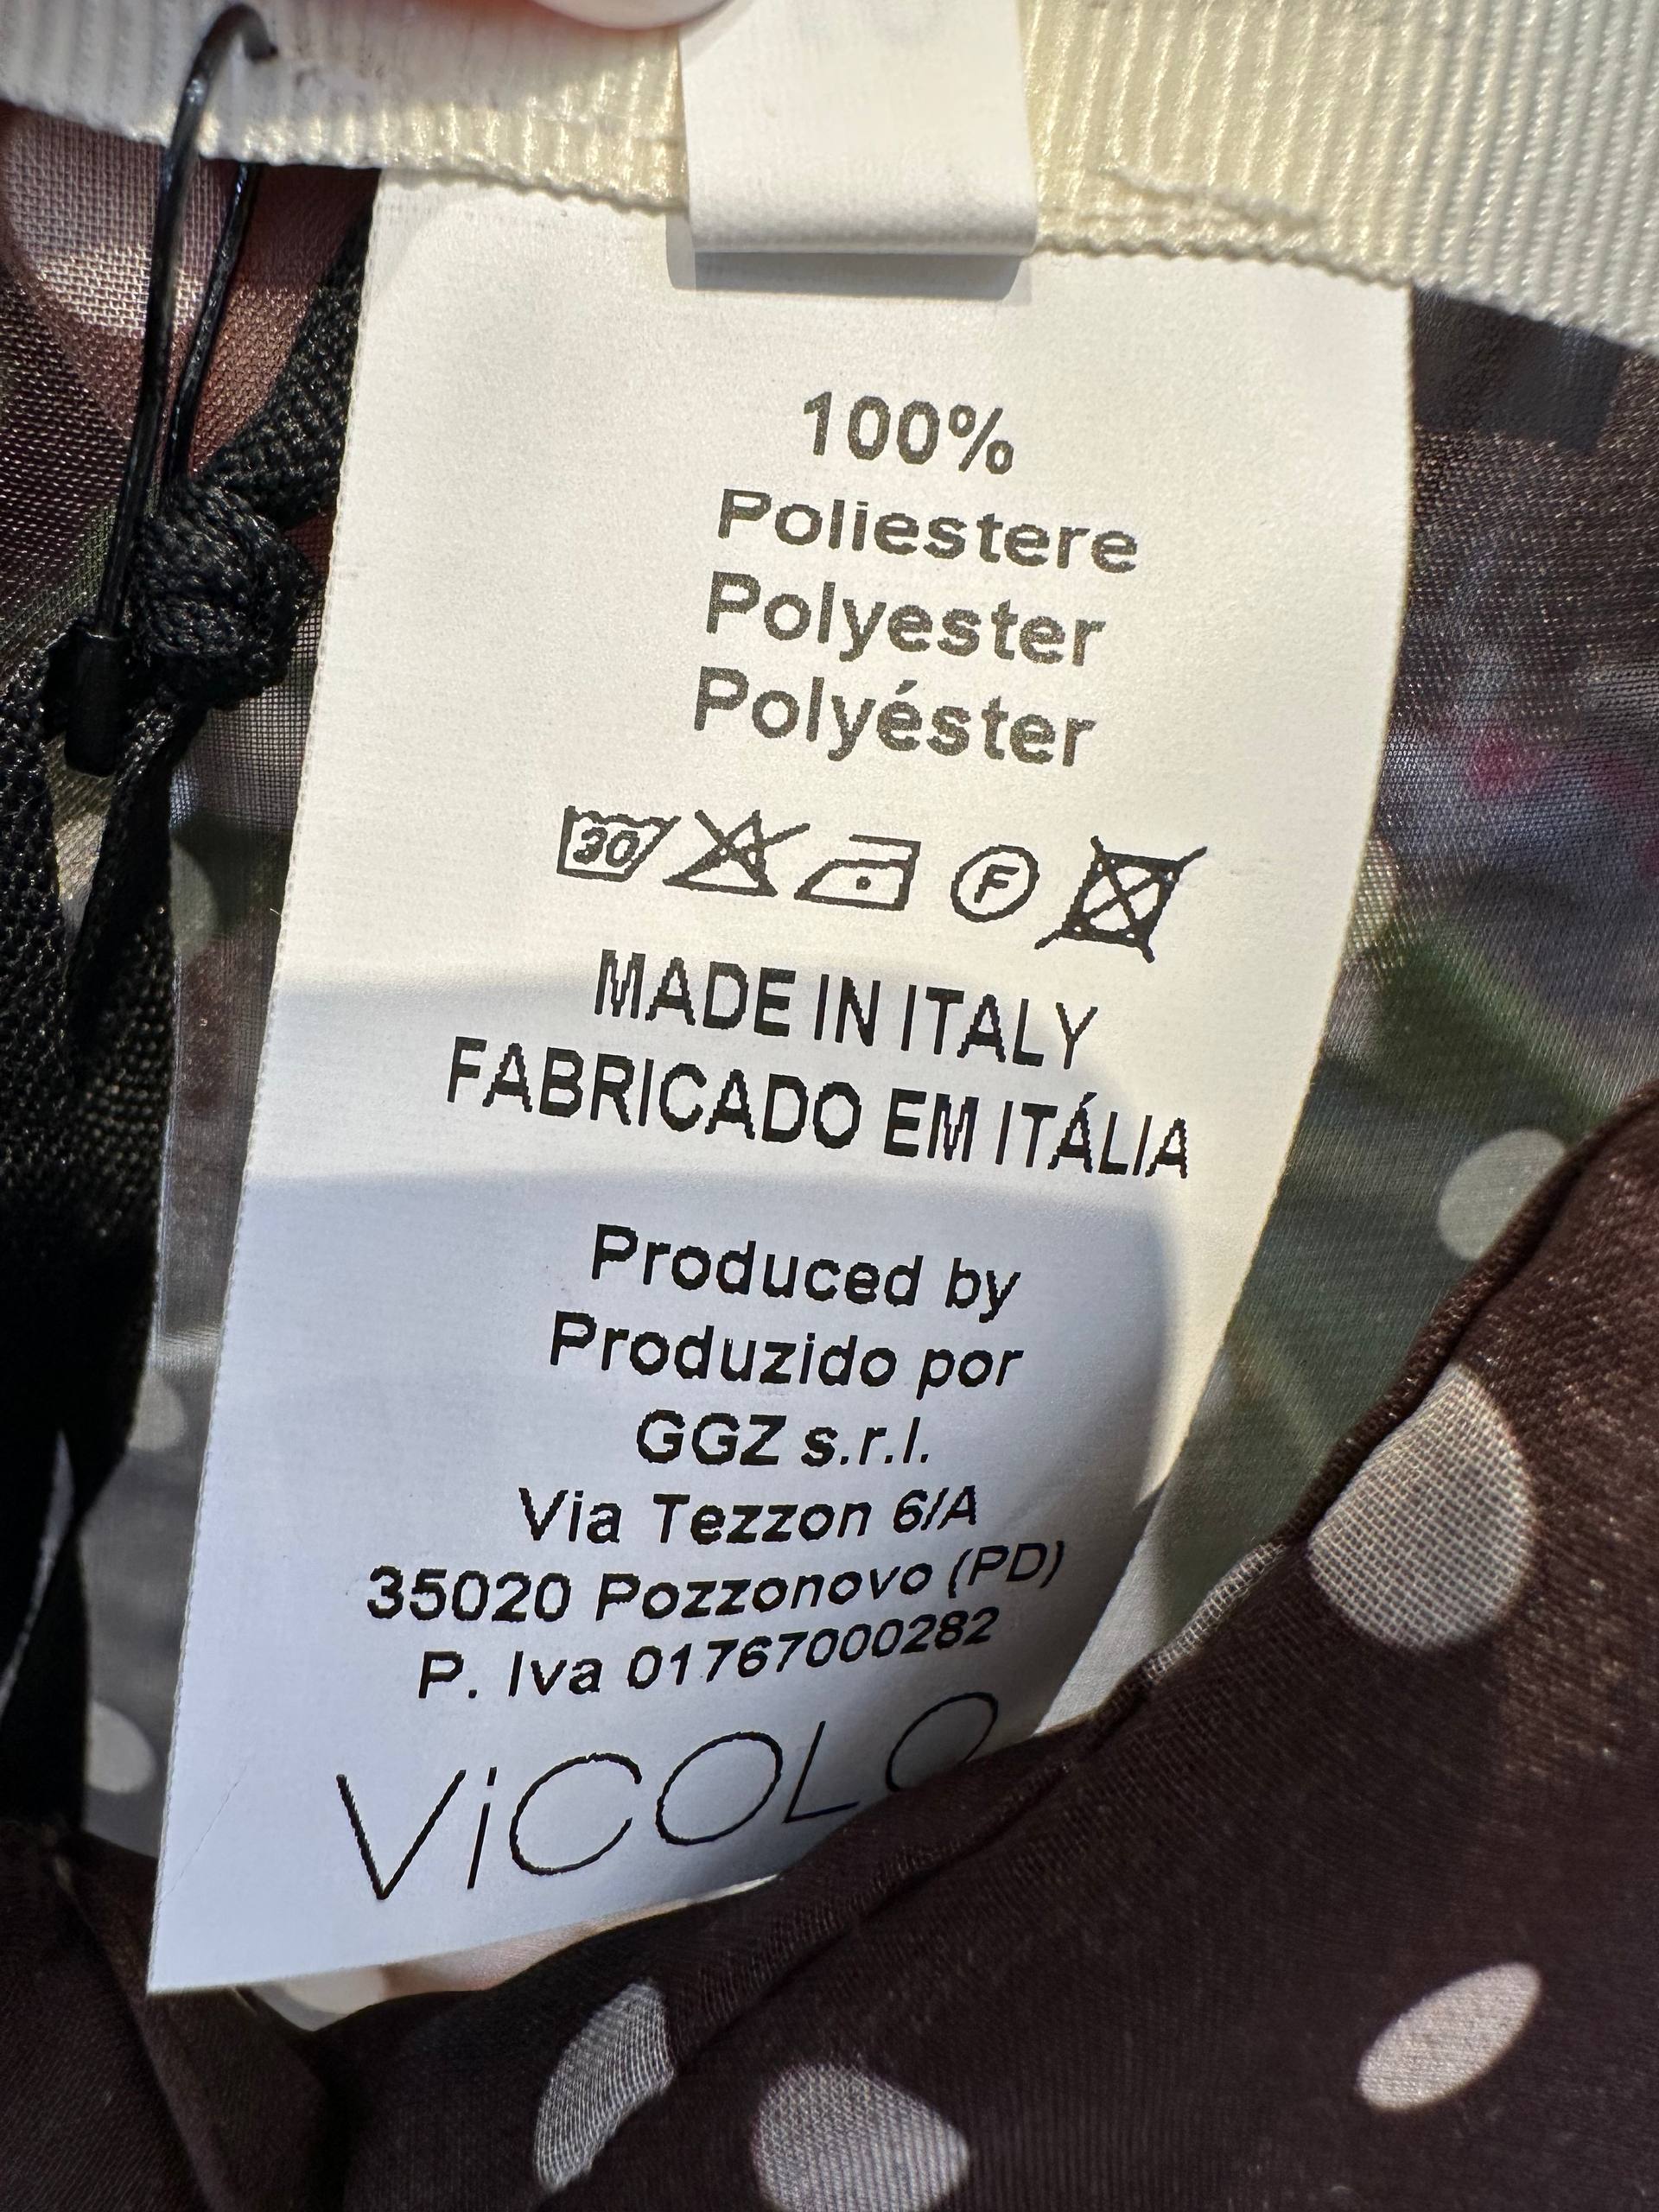 100%
Poliestere
Polyester
Polyéster
30 F
MADE IN ITALY
FABRICADO EM ITÁLIA
Produced by
Produzido por
GGZ s.r.l.
Via Tezzon 6/A
35020 Pozzonovo (PD)
P. Iva 01767000282
ViCOLO